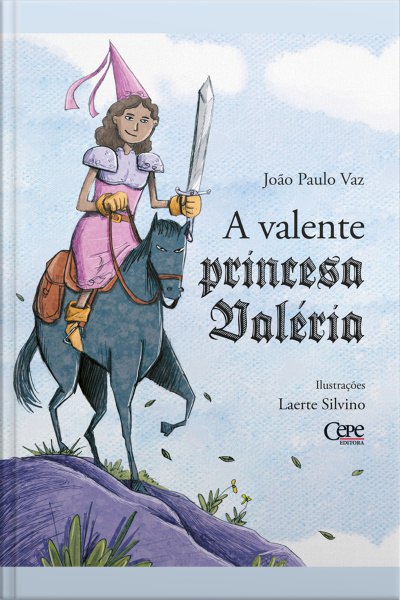 João Paulo Vaz
A valente
princesa
Valéria
Ilustrações
Laerte Silvino
Cepe
EDITORA